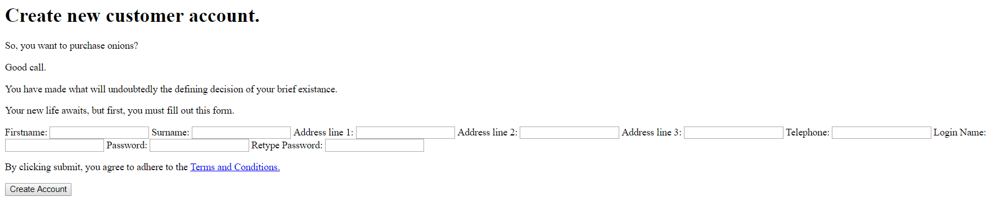 Create new customer account.
So, you want to purchase onions?
Good call.
You have made what will undoubtedly the defining decision of your brief existance.
Your new life awaits, but first, you must fill out this form.
Firstname: Surname: Address line 1: Address line 2: Address line 3: Telephone: Login Name:
Password: Retype Password:
By clicking submit, you agree to adhere to the Terms and Conditions.
Create Account